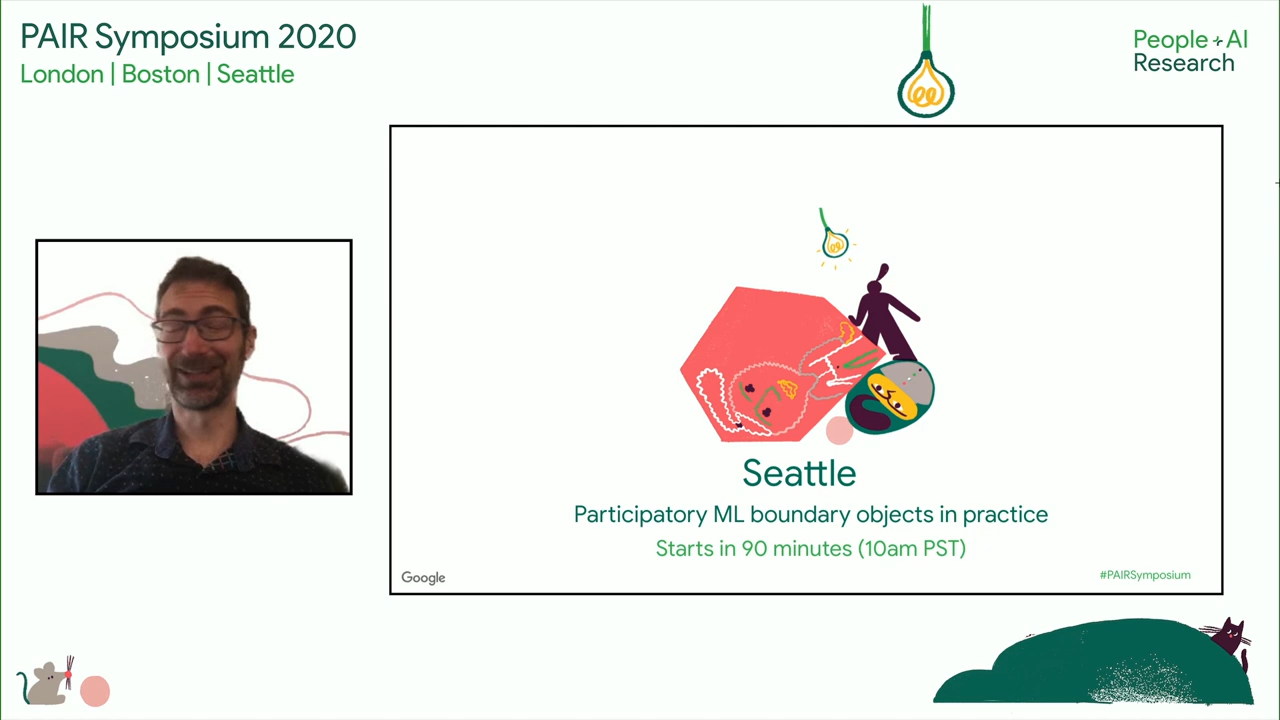 PAIR Symposium 2020
London | Boston | Seattle
People + AI
Research
Seattle
Participatory ML boundary objects in practice
Starts in 90 minutes (10am PST)
Google
#PAIRSymposium